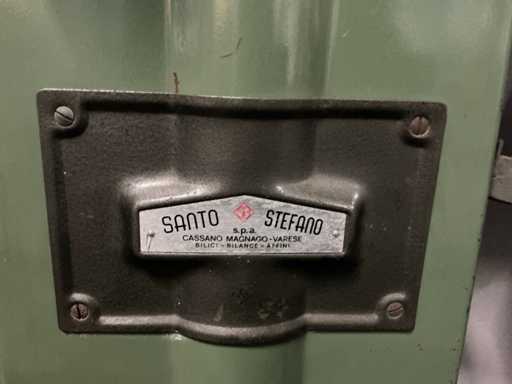 SANTO STEFANO
s.p.a.
CASSANO MAGNAGO-VARESE
BILICI-BILANCE-AFFINI